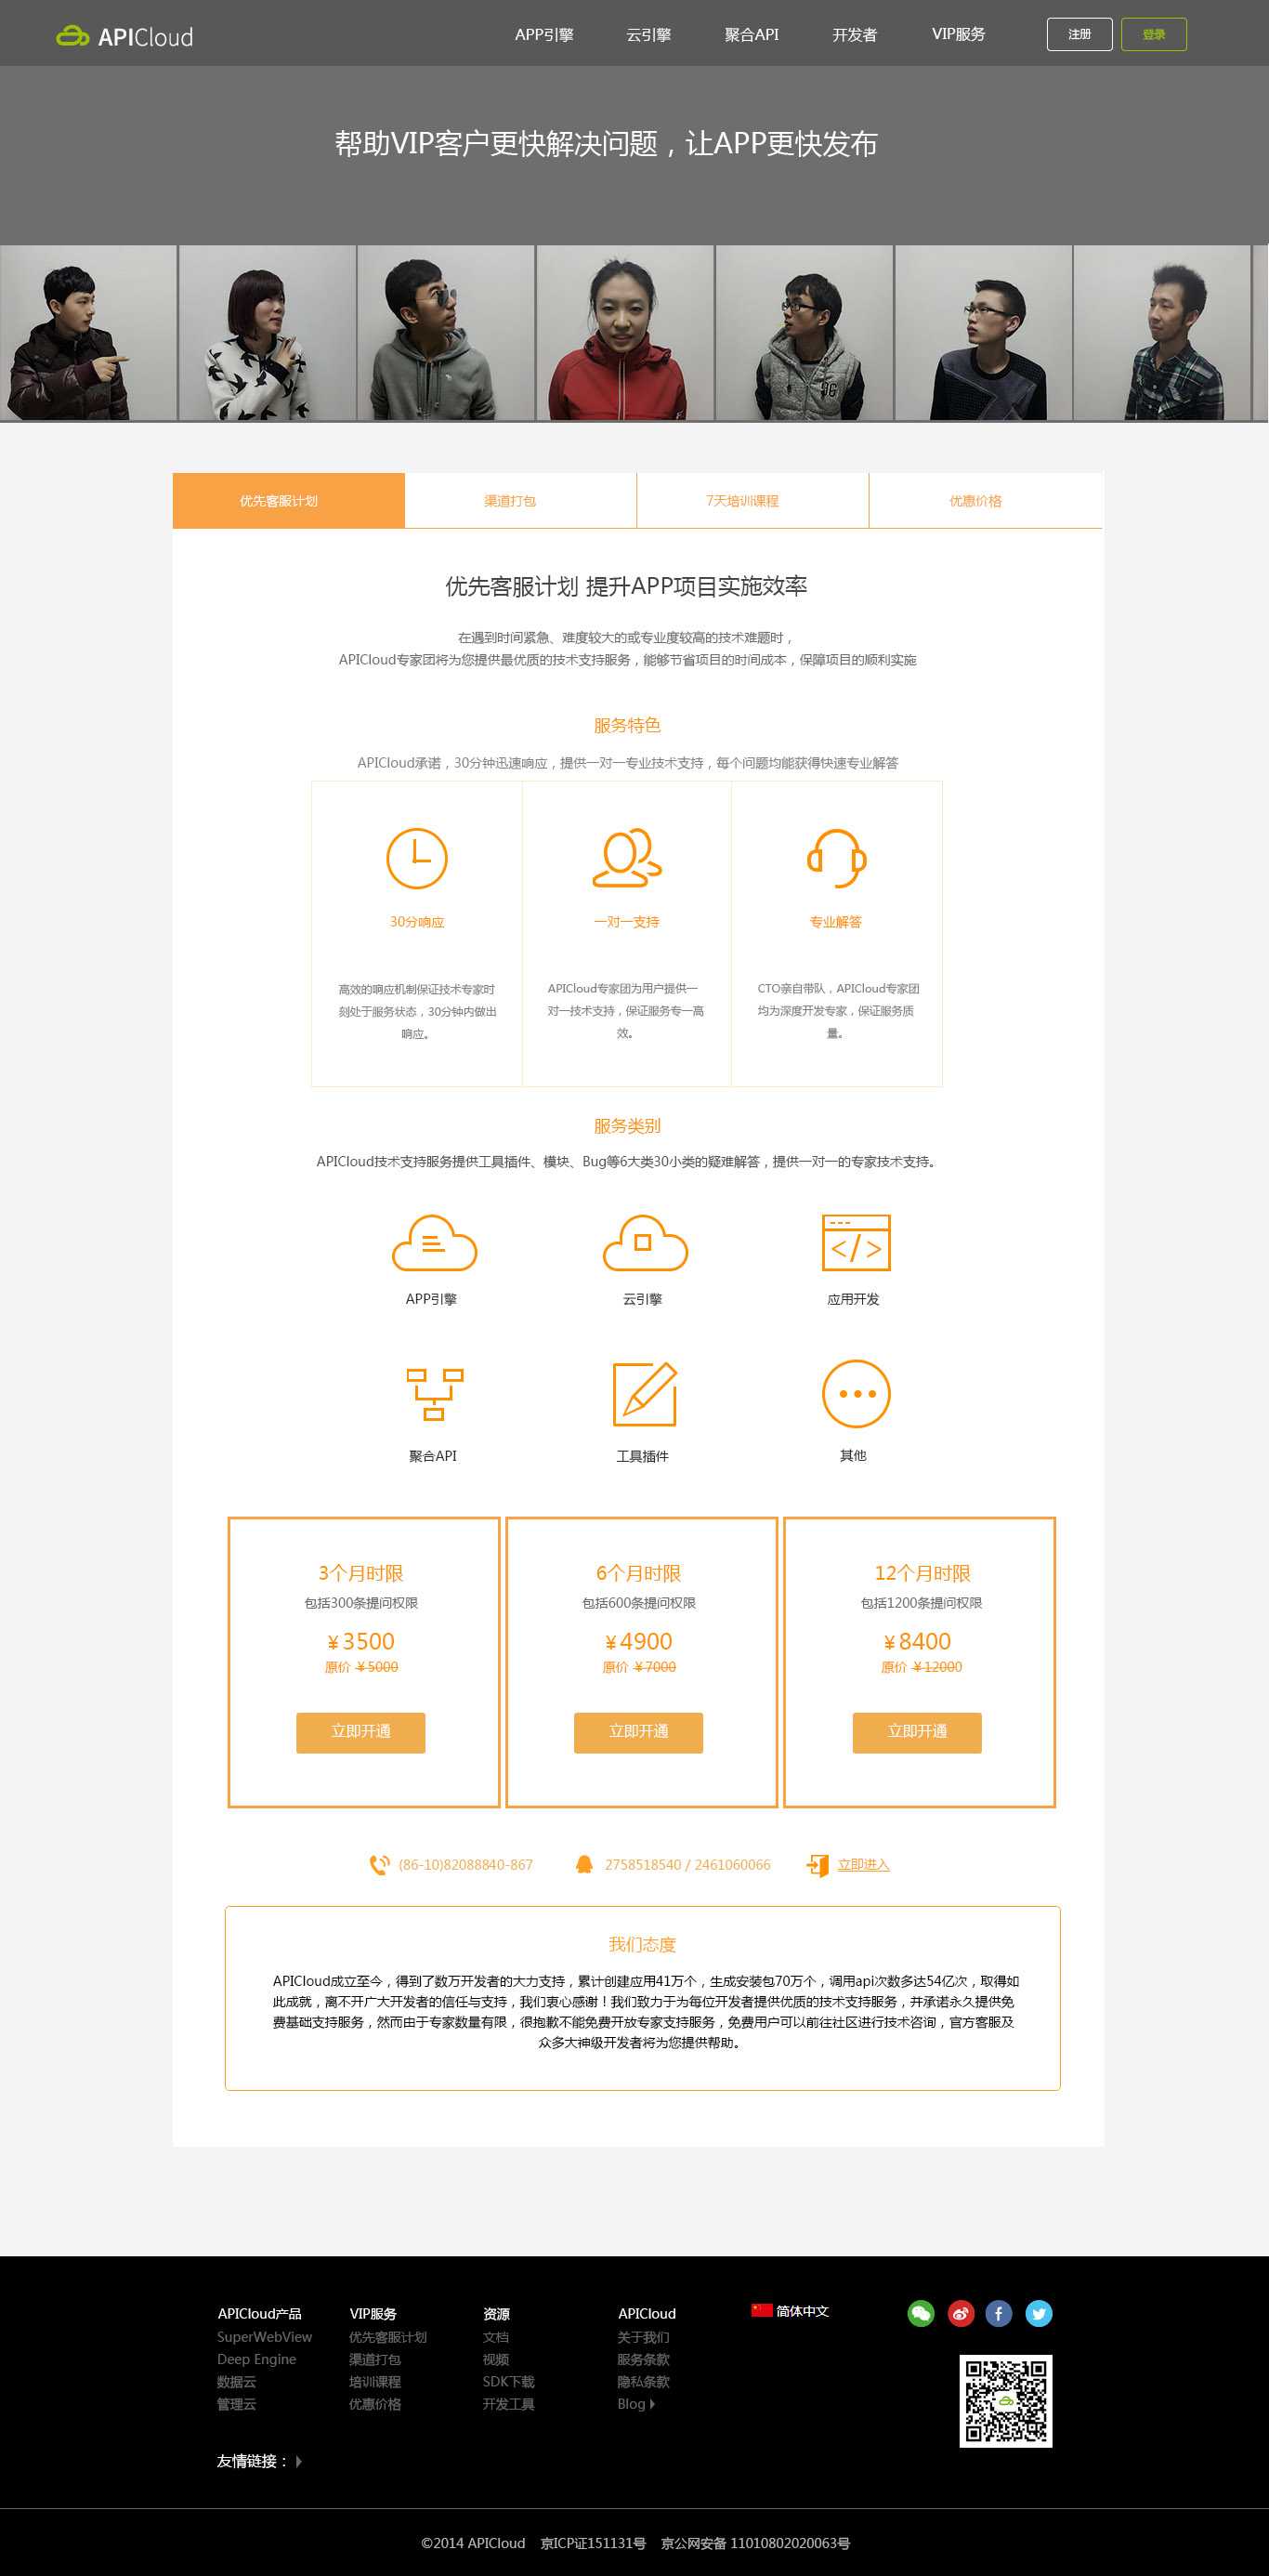 APICloud
APP引擎 云引擎 聚合API 开发者 VIP服务 注册 登录
帮助VIP客户更快解决问题，让APP更快发布
优先客服计划 渠道打包 7天培训课程 优惠价格
优先客服计划 提升APP项目实施效率
在遇到时间紧急、难度较大的或专业度较高的技术难题时，
APICloud专家团将为您提供最优质的技术支持服务，能够节省项目的时间成本，保障项目的顺利实施
服务特色
APICloud承诺，30分钟迅速响应，提供一对一专业技术支持，每个问题均能获得快速专业解答
30分响应
高效的响应机制保证技术专家时
刻处于服务状态，30分钟内做出
响应。
一对一支持
APICloud专家团为用户提供一
对一技术支持，保证服务专一高
效。
专业解答
CTO亲自带队，APICloud专家团
均为深度开发专家，保证服务质
量。
服务类别
APICloud技术支持服务提供工具插件、模块、Bug等6大类30小类的疑难解答，提供一对一的专家技术支持。
APP引擎 云引擎 应用开发
聚合API 工具插件 其他
3个月时限
包括300条提问权限
￥3500
原价 ￥5000
立即开通
6个月时限
包括600条提问权限
￥4900
原价 ￥7000
立即开通
12个月时限
包括1200条提问权限
￥8400
原价 ￥12000
立即开通
(86-10)82088840-867 2758518540 / 2461060066 立即进入
我们态度
APICloud成立至今，得到了数万开发者的大力支持，累计创建应用41万个，生成安装包70万个，调用api次数多达54亿次，取得如
此成就，离不开广大开发者的信任与支持，我们衷心感谢！我们致力于为每位开发者提供优质的技术支持服务，并承诺永久提供免
费基础支持服务，然而由于专家数量有限，很抱歉不能免费开放专家支持服务，免费用户可以前往社区进行技术咨询，官方客服及
众多大神级开发者将为您提供帮助。
APICloud产品
SuperWebView
Deep Engine
数据云
管理云
VIP服务
优先客服计划
渠道打包
培训课程
优惠价格
资源
文档
视频
SDK下载
开发工具
APICloud
关于我们
服务条款
隐私条款
Blog
简体中文
友情链接：
©2014 APICloud 京ICP证151131号 京公网安备 11010802020063号